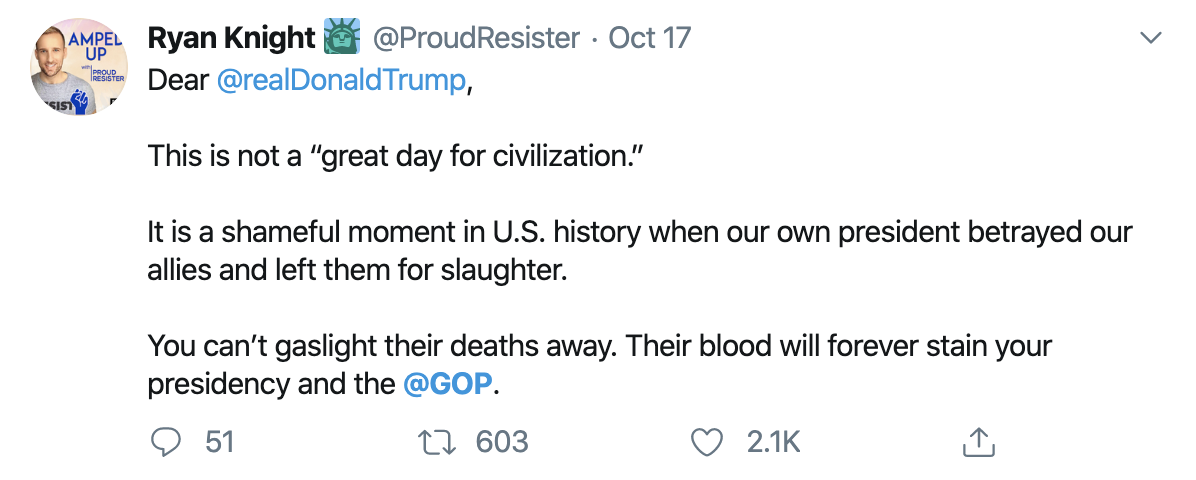 AMPED UP
with PROUD RESISTER
Ryan Knight @ProudResister · Oct 17
Dear @realDonaldTrump,
This is not a “great day for civilization.”
It is a shameful moment in U.S. history when our own president betrayed our
allies and left them for slaughter.
You can’t gaslight their deaths away. Their blood will forever stain your
presidency and the @GOP.
51 603 2.1K